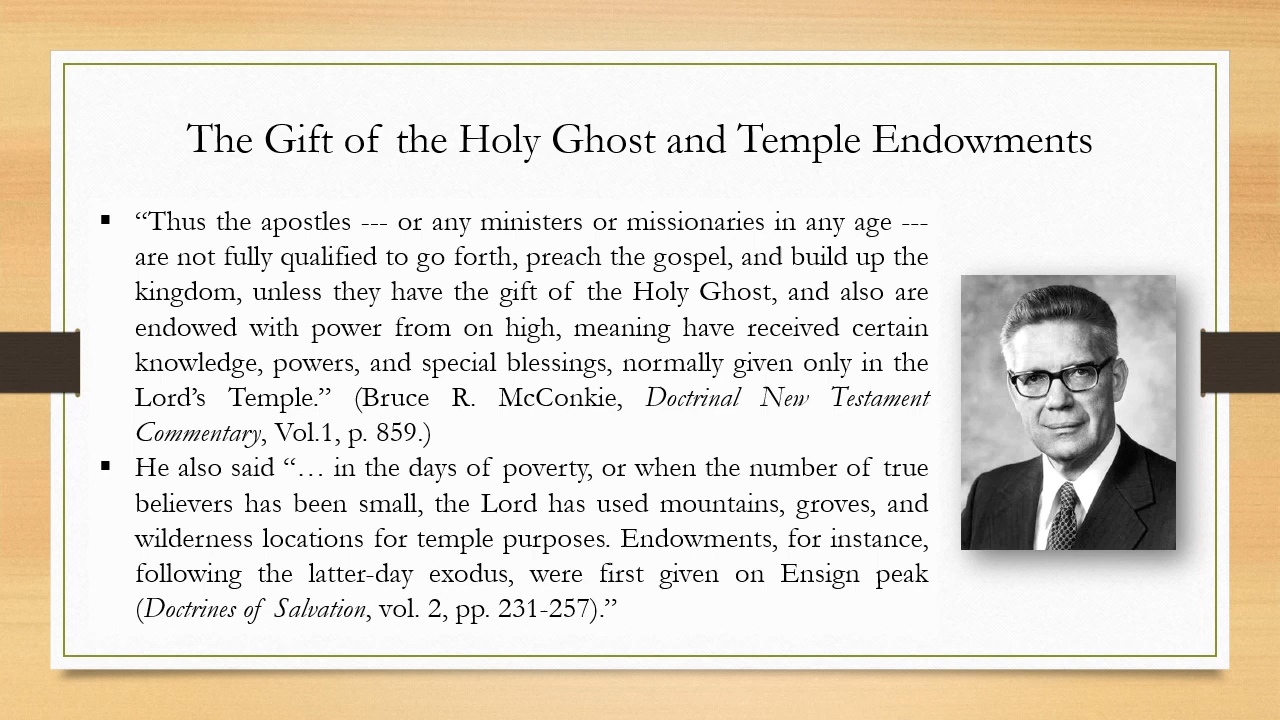 The Gift of the Holy Ghost and Temple Endowments
▪ “Thus the apostles --- or any ministers or missionaries in any age ---
are not fully qualified to go forth, preach the gospel, and build up the
kingdom, unless they have the gift of the Holy Ghost, and also are
endowed with power from on high, meaning have received certain
knowledge, powers, and special blessings, normally given only in the
Lord’s Temple.” (Bruce R. McConkie, Doctrinal New Testament
Commentary, Vol.1, p. 859.)
▪ He also said “… in the days of poverty, or when the number of true
believers has been small, the Lord has used mountains, groves, and
wilderness locations for temple purposes. Endowments, for instance,
following the latter-day exodus, were first given on Ensign peak
(Doctrines of Salvation, vol. 2, pp. 231-257).”